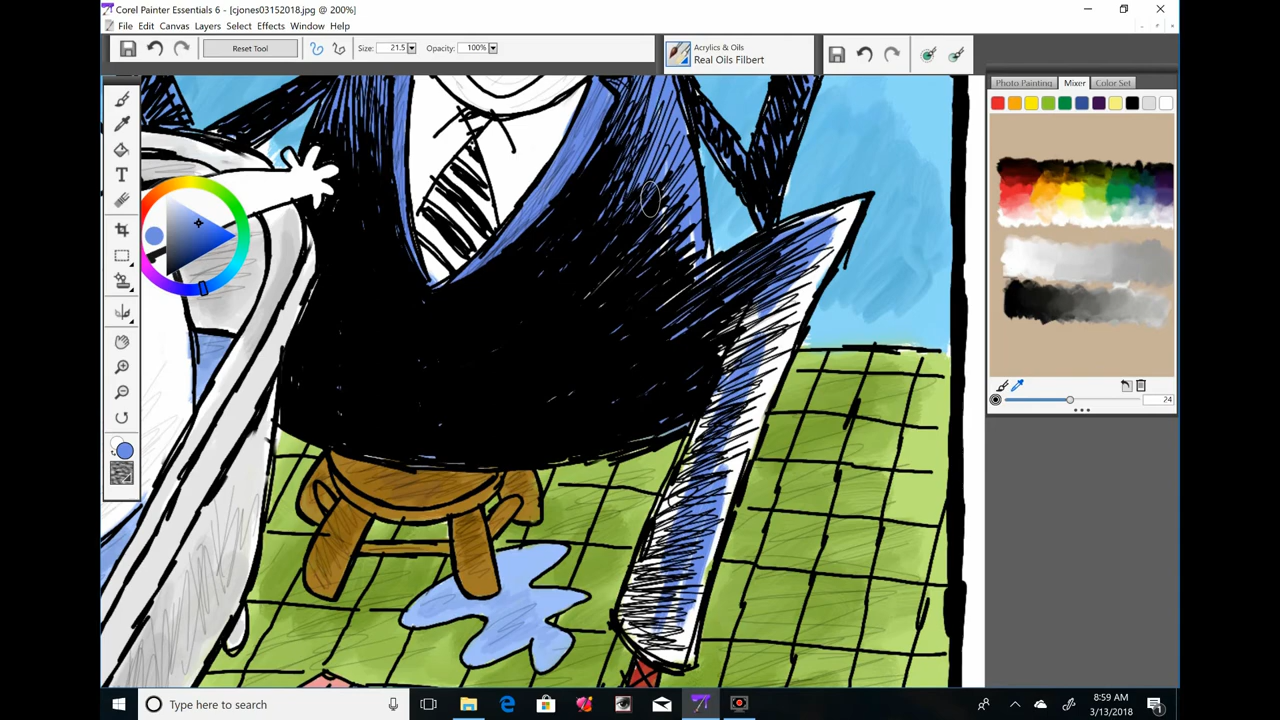 Corel Painter Essentials 6 - [cjones03152018.jpg @ 200%]
File Edit Canvas Layers Select Effects Window Help
Reset Tool
Size: 21.5
Opacity: 100%
Acrylics & Oils
Real Oils Filbert
Photo Painting Mixer Color Set
T
24
Type here to search
8:59 AM
3/13/2018
1